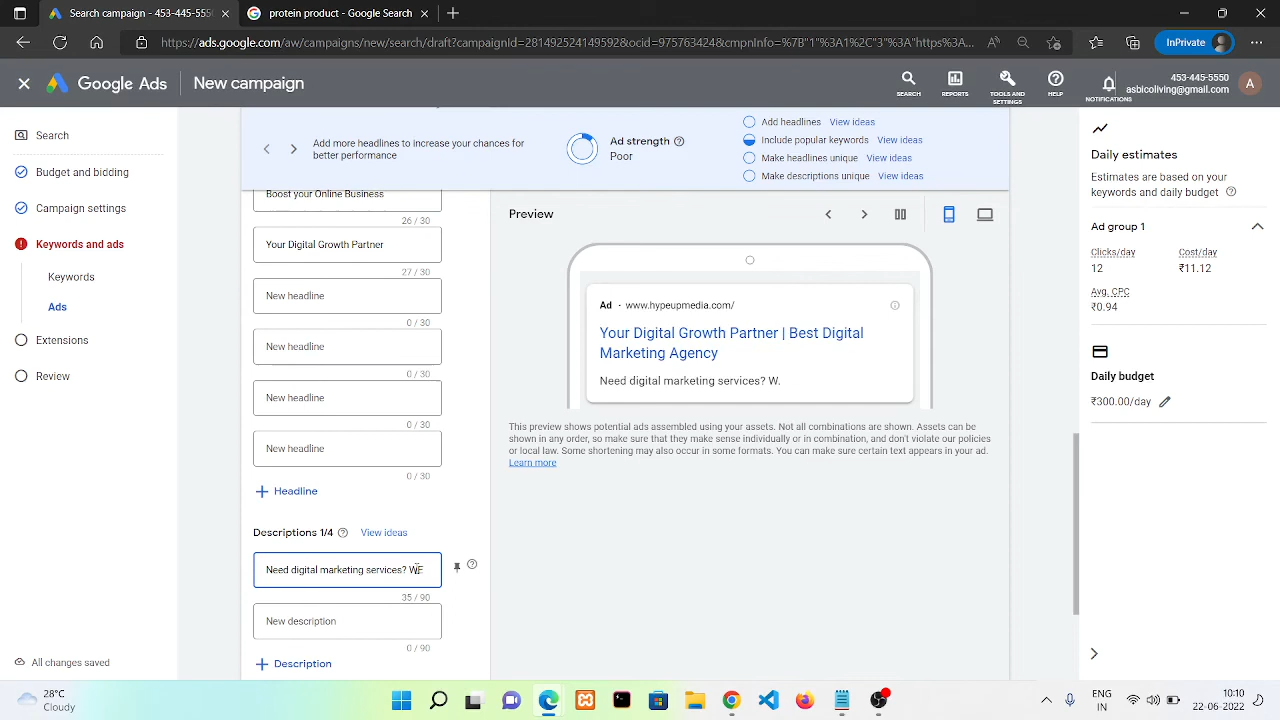 Search campaign - 453-445-555
protein product - Google Search
https://ads.google.com/aw/campaigns/new/search/draft?campaignId=281492524149592&ocid=9757634248&cmpnInfo=%7B"1"%3A1%2C"3"%3A"https%3A...
InPrivate
Google Ads
New campaign
SEARCH
REPORTS
TOOLS AND SETTINGS
HELP
NOTIFICATIONS
453-445-5550
asbicoliving@gmail.com
A
Search
Budget and bidding
Campaign settings
Keywords and ads
Keywords
Ads
Extensions
Review
All changes saved
Add more headlines to increase your chances for
better performance
Ad strength
Poor
Add headlines View ideas
Include popular keywords View ideas
Make headlines unique View ideas
Make descriptions unique View ideas
Boost your Online Business
26 / 30
Your Digital Growth Partner
27 / 30
New headline
0 / 30
New headline
0 / 30
New headline
0 / 30
New headline
0 / 30
Headline
Descriptions 1/4 View ideas
Need digital marketing services? WE
35 / 90
New description
0 / 90
Description
Preview
Ad · www.hypeupmedia.com/
Your Digital Growth Partner | Best Digital
Marketing Agency
Need digital marketing services? W.
This preview shows potential ads assembled using your assets. Not all combinations are shown. Assets can
be shown in any order, so make sure that they make sense individually or in combination, and don't violate our policies
or local law. Some shortening may also occur in some formats. You can make sure certain text appears in your ad.
Learn more
Daily estimates
Estimates are based on your
keywords and daily budget
Ad group 1
Clicks/day Cost/day
12 ₹11.12
Avg. CPC
₹0.94
Daily budget
₹300.00/day
28°C
Cloudy
ENG
IN
10:10
22-06-2022